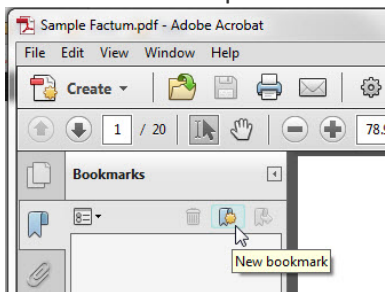 Sample Factum.pdf - Adobe Acrobat
File Edit View Window Help
Create
1 / 20
Bookmarks
New bookmark